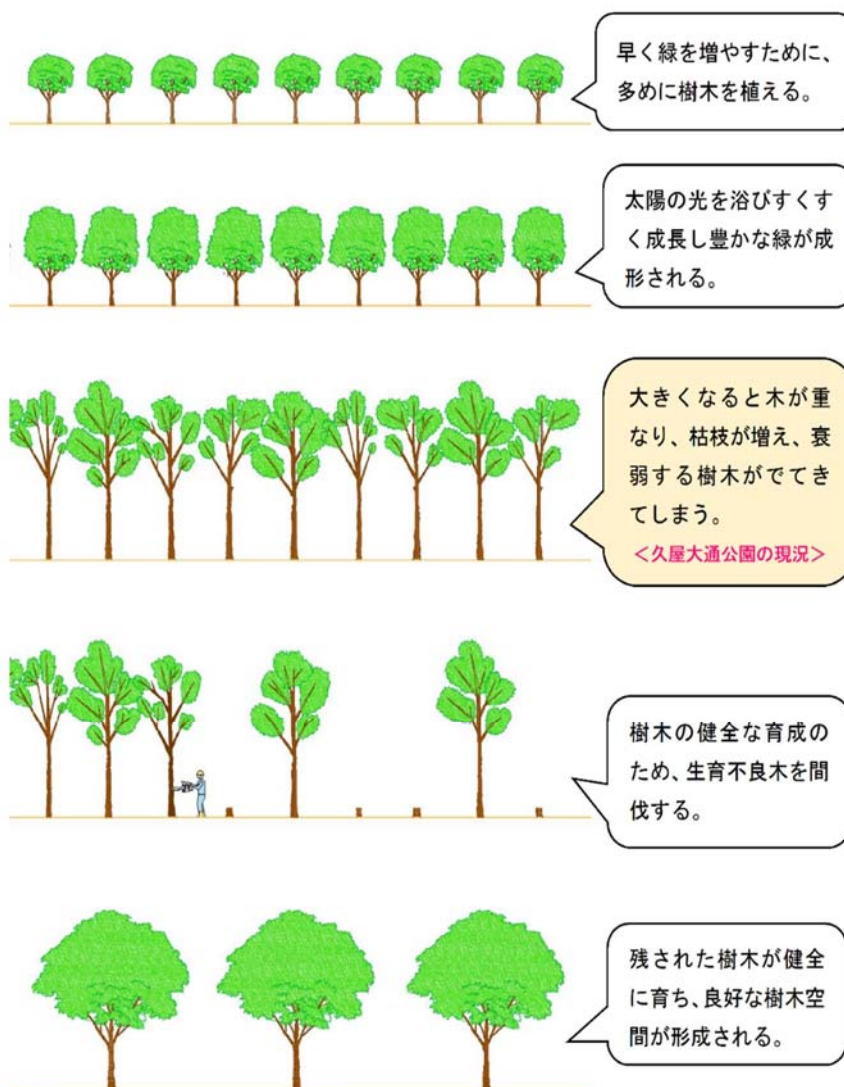 早く緑を増やすために、
多めに樹木を植える。
太陽の光を浴びすくす
く成長し豊かな緑が成
形される。
大きくなると木が重
なり、枯枝が増え、衰
弱する樹木がでてき
てしまう。
＜久屋大通公園の現況＞
樹木の健全な育成の
ため、生育不良木を間
伐する。
残された樹木が健全
に育ち、良好な樹木空
間が形成される。